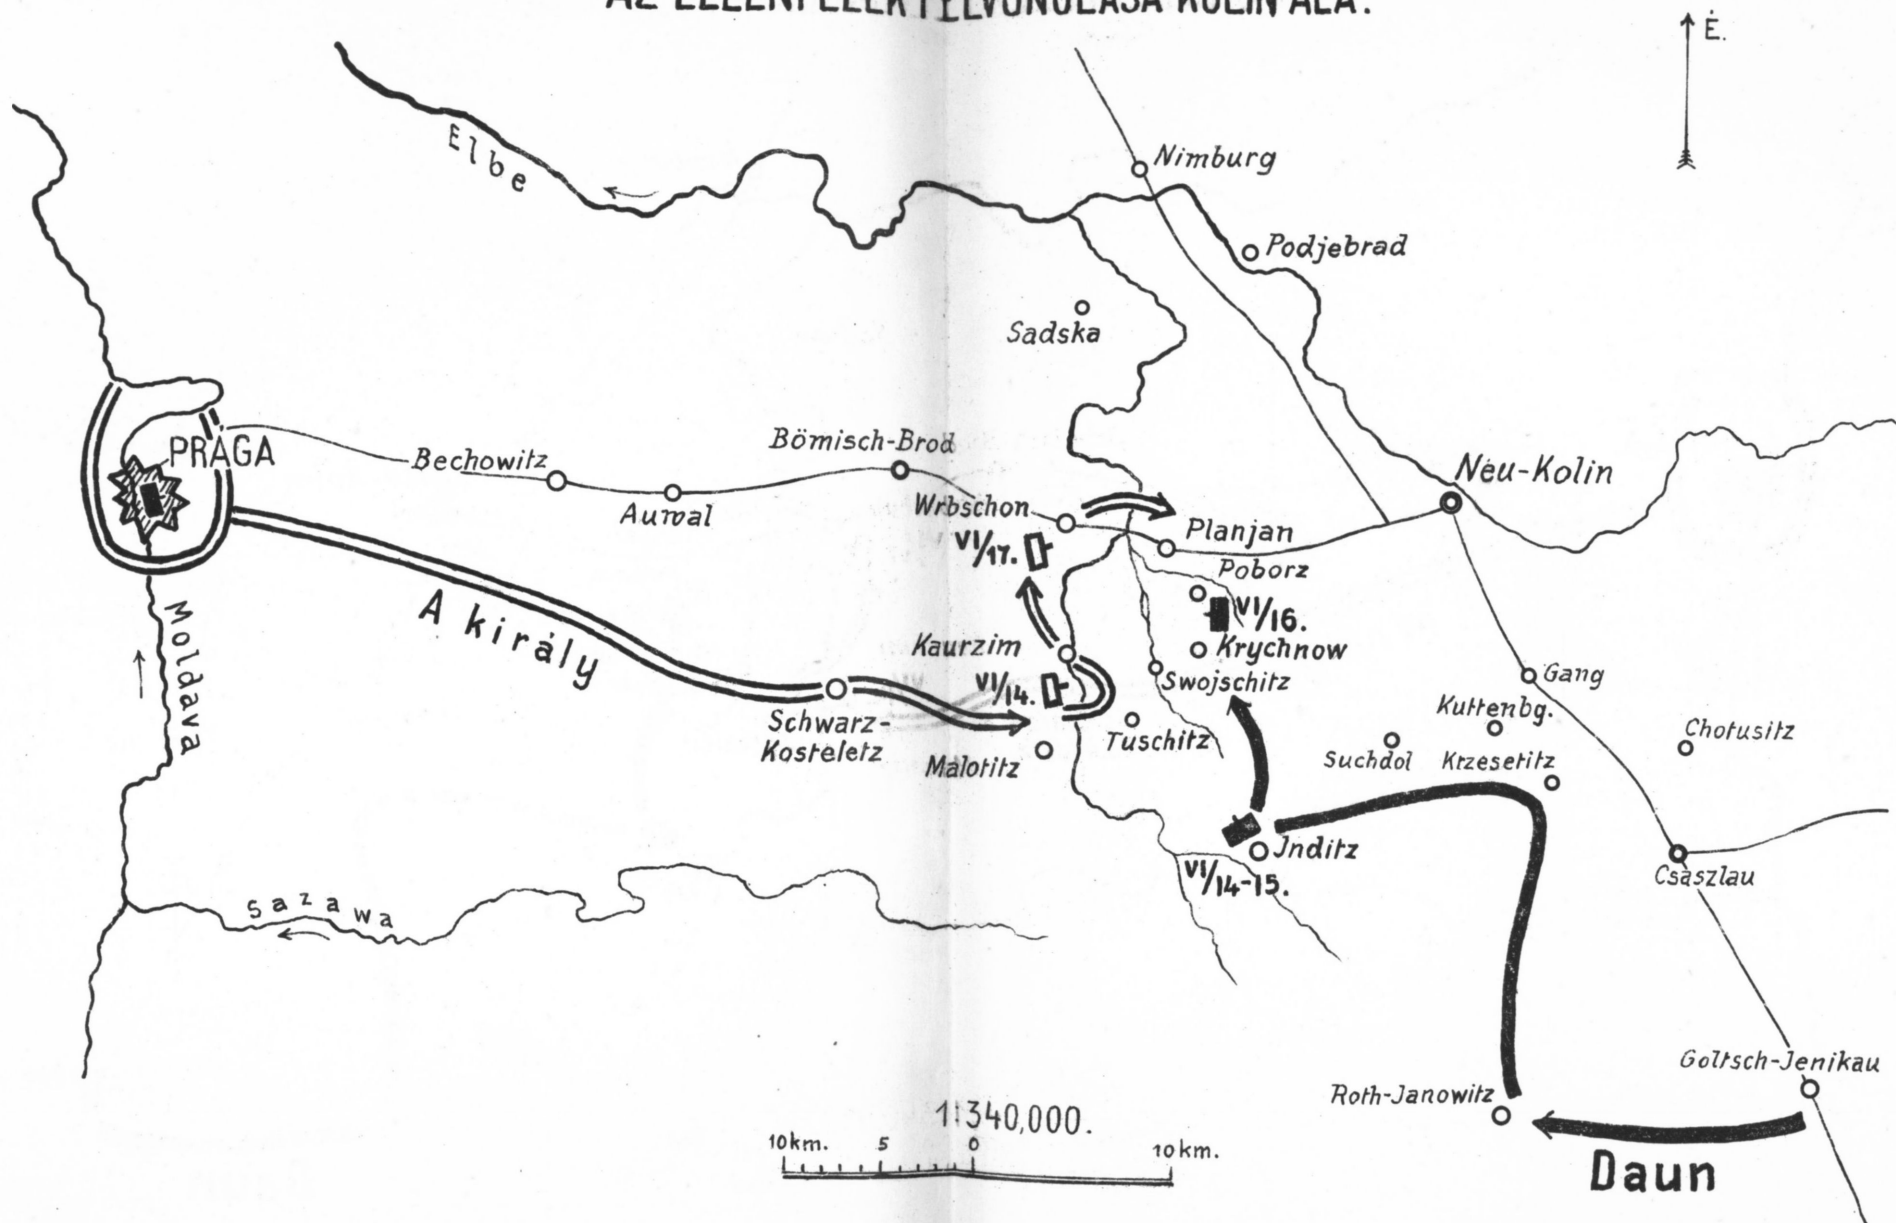 AZ ELLENFELEK FELVONULÁSA KOLIN ALÁ.
É.
Elbe
Nimburg
Podjebrad
Sadska
PRÁGA
Bechowitz
Bömisch-Brod
Neu-Kolin
Auwal
Wrbschon
Planjan
VI/17.
Poborz
VI/16.
A király
Moldava
Kaurzim
Krychnow
VI/14.
Swojschitz
Gang
Kuttenbg.
Chotusitz
Schwarz-
Kosteletz
Tuschitz
Malotitz
Suchdol
Krzesetitz
Jnditz
VI/14-15.
Csaszlau
Sazawa
Goltsch-Jenikau
Roth-Janowitz
1:340,000.
10km. 5 0 10km.
Daun